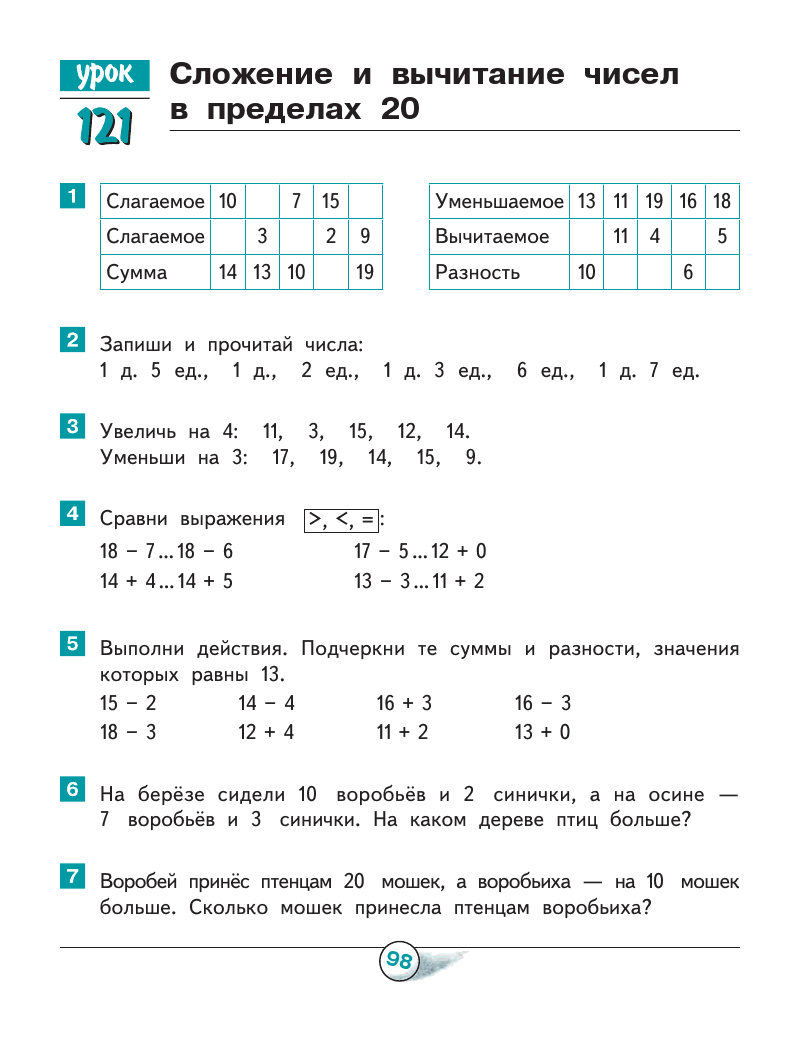 урок
121
Сложение и вычитание чисел
в пределах 20
1
Слагаемое 10 7 15
Слагаемое 3 2 9
Сумма 14 13 10 19
Уменьшаемое 13 11 19 16 18
Вычитаемое 11 4 5
Разность 10 6
2
Запиши и прочитай числа:
1 д. 5 ед., 1 д., 2 ед., 1 д. 3 ед., 6 ед., 1 д. 7 ед.
3
Увеличь на 4: 11, 3, 15, 12, 14.
Уменьши на 3: 17, 19, 14, 15, 9.
4
Сравни выражения >, <, = :
18 – 7 ... 18 – 6 17 – 5 ... 12 + 0
14 + 4 ... 14 + 5 13 – 3 ... 11 + 2
5
Выполни действия. Подчеркни те суммы и разности, значения
которых равны 13.
15 – 2 14 – 4 16 + 3 16 – 3
18 – 3 12 + 4 11 + 2 13 + 0
6
На берёзе сидели 10 воробьёв и 2 синички, а на осине —
7 воробьёв и 3 синички. На каком дереве птиц больше?
7
Воробей принёс птенцам 20 мошек, а воробьиха — на 10 мошек
больше. Сколько мошек принесла птенцам воробьиха?
98